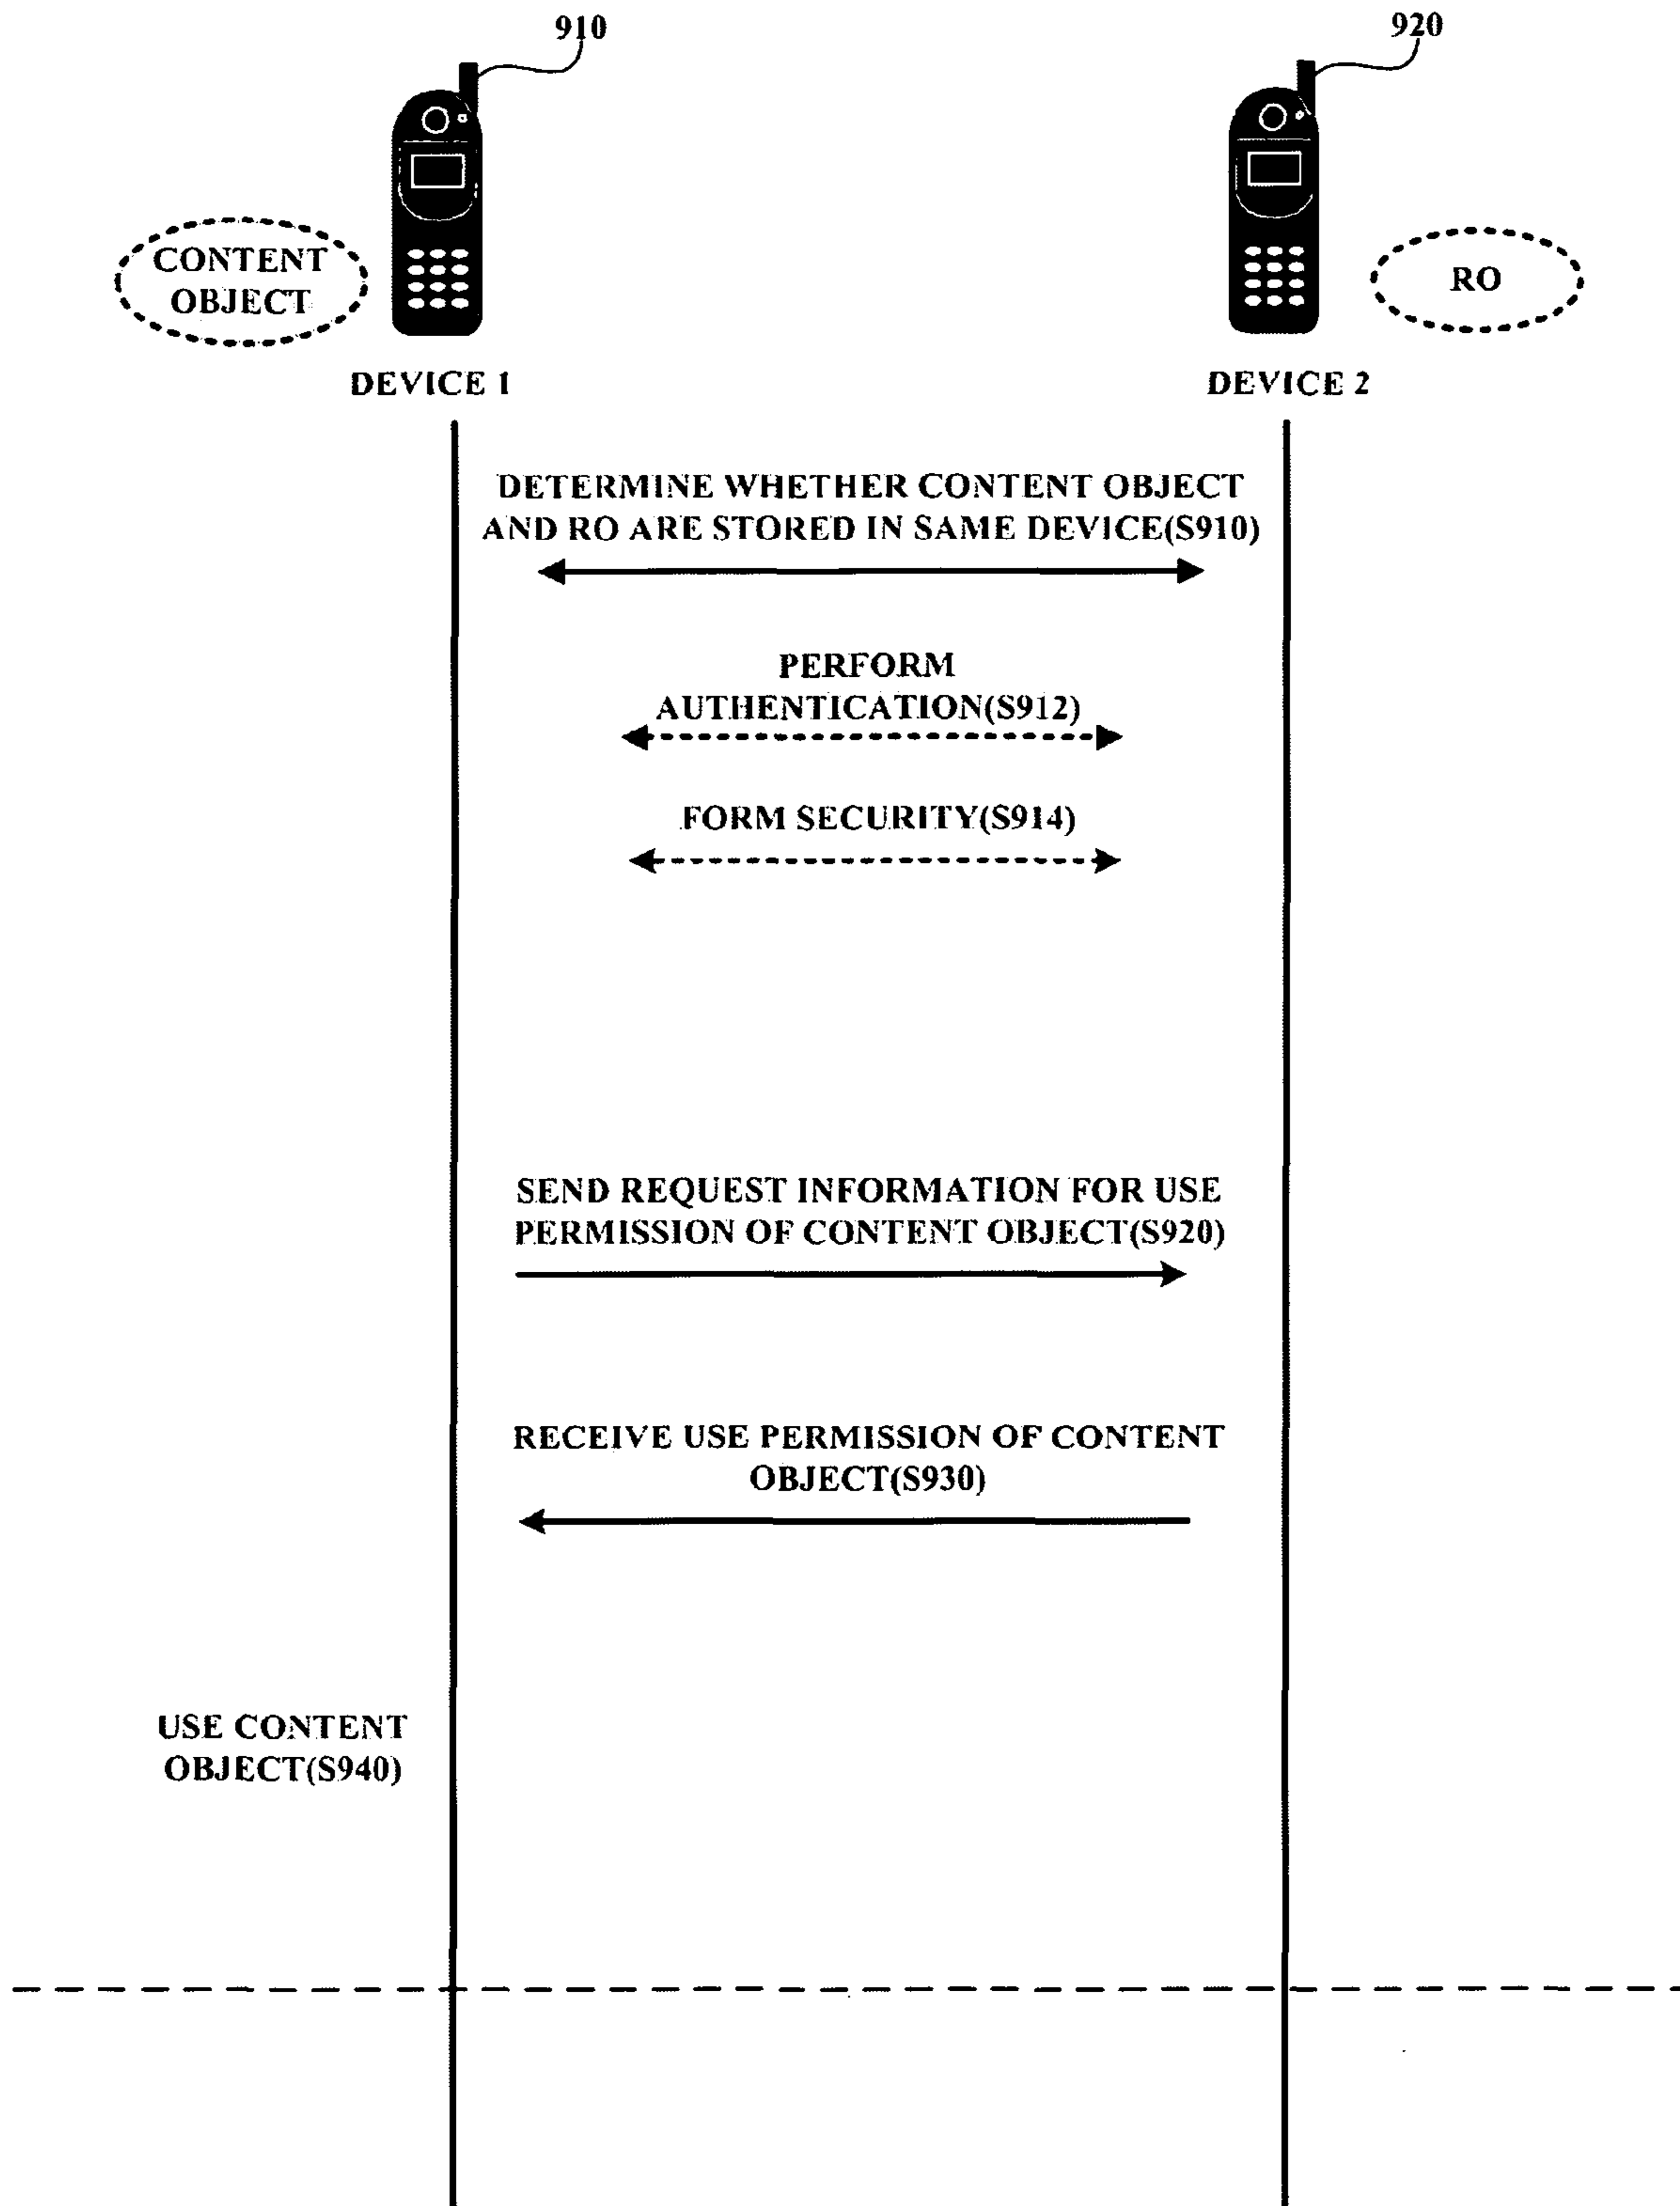 910
920
CONTENT
OBJECT
RO
DEVICE 1
DEVICE 2
DETERMINE WHETHER CONTENT OBJECT
AND RO ARE STORED IN SAME DEVICE(S910)
PERFORM
AUTHENTICATION(S912)
FORM SECURITY(S914)
SEND REQUEST INFORMATION FOR USE
PERMISSION OF CONTENT OBJECT(S920)
RECEIVE USE PERMISSION OF CONTENT
OBJECT(S930)
USE CONTENT
OBJECT(S940)